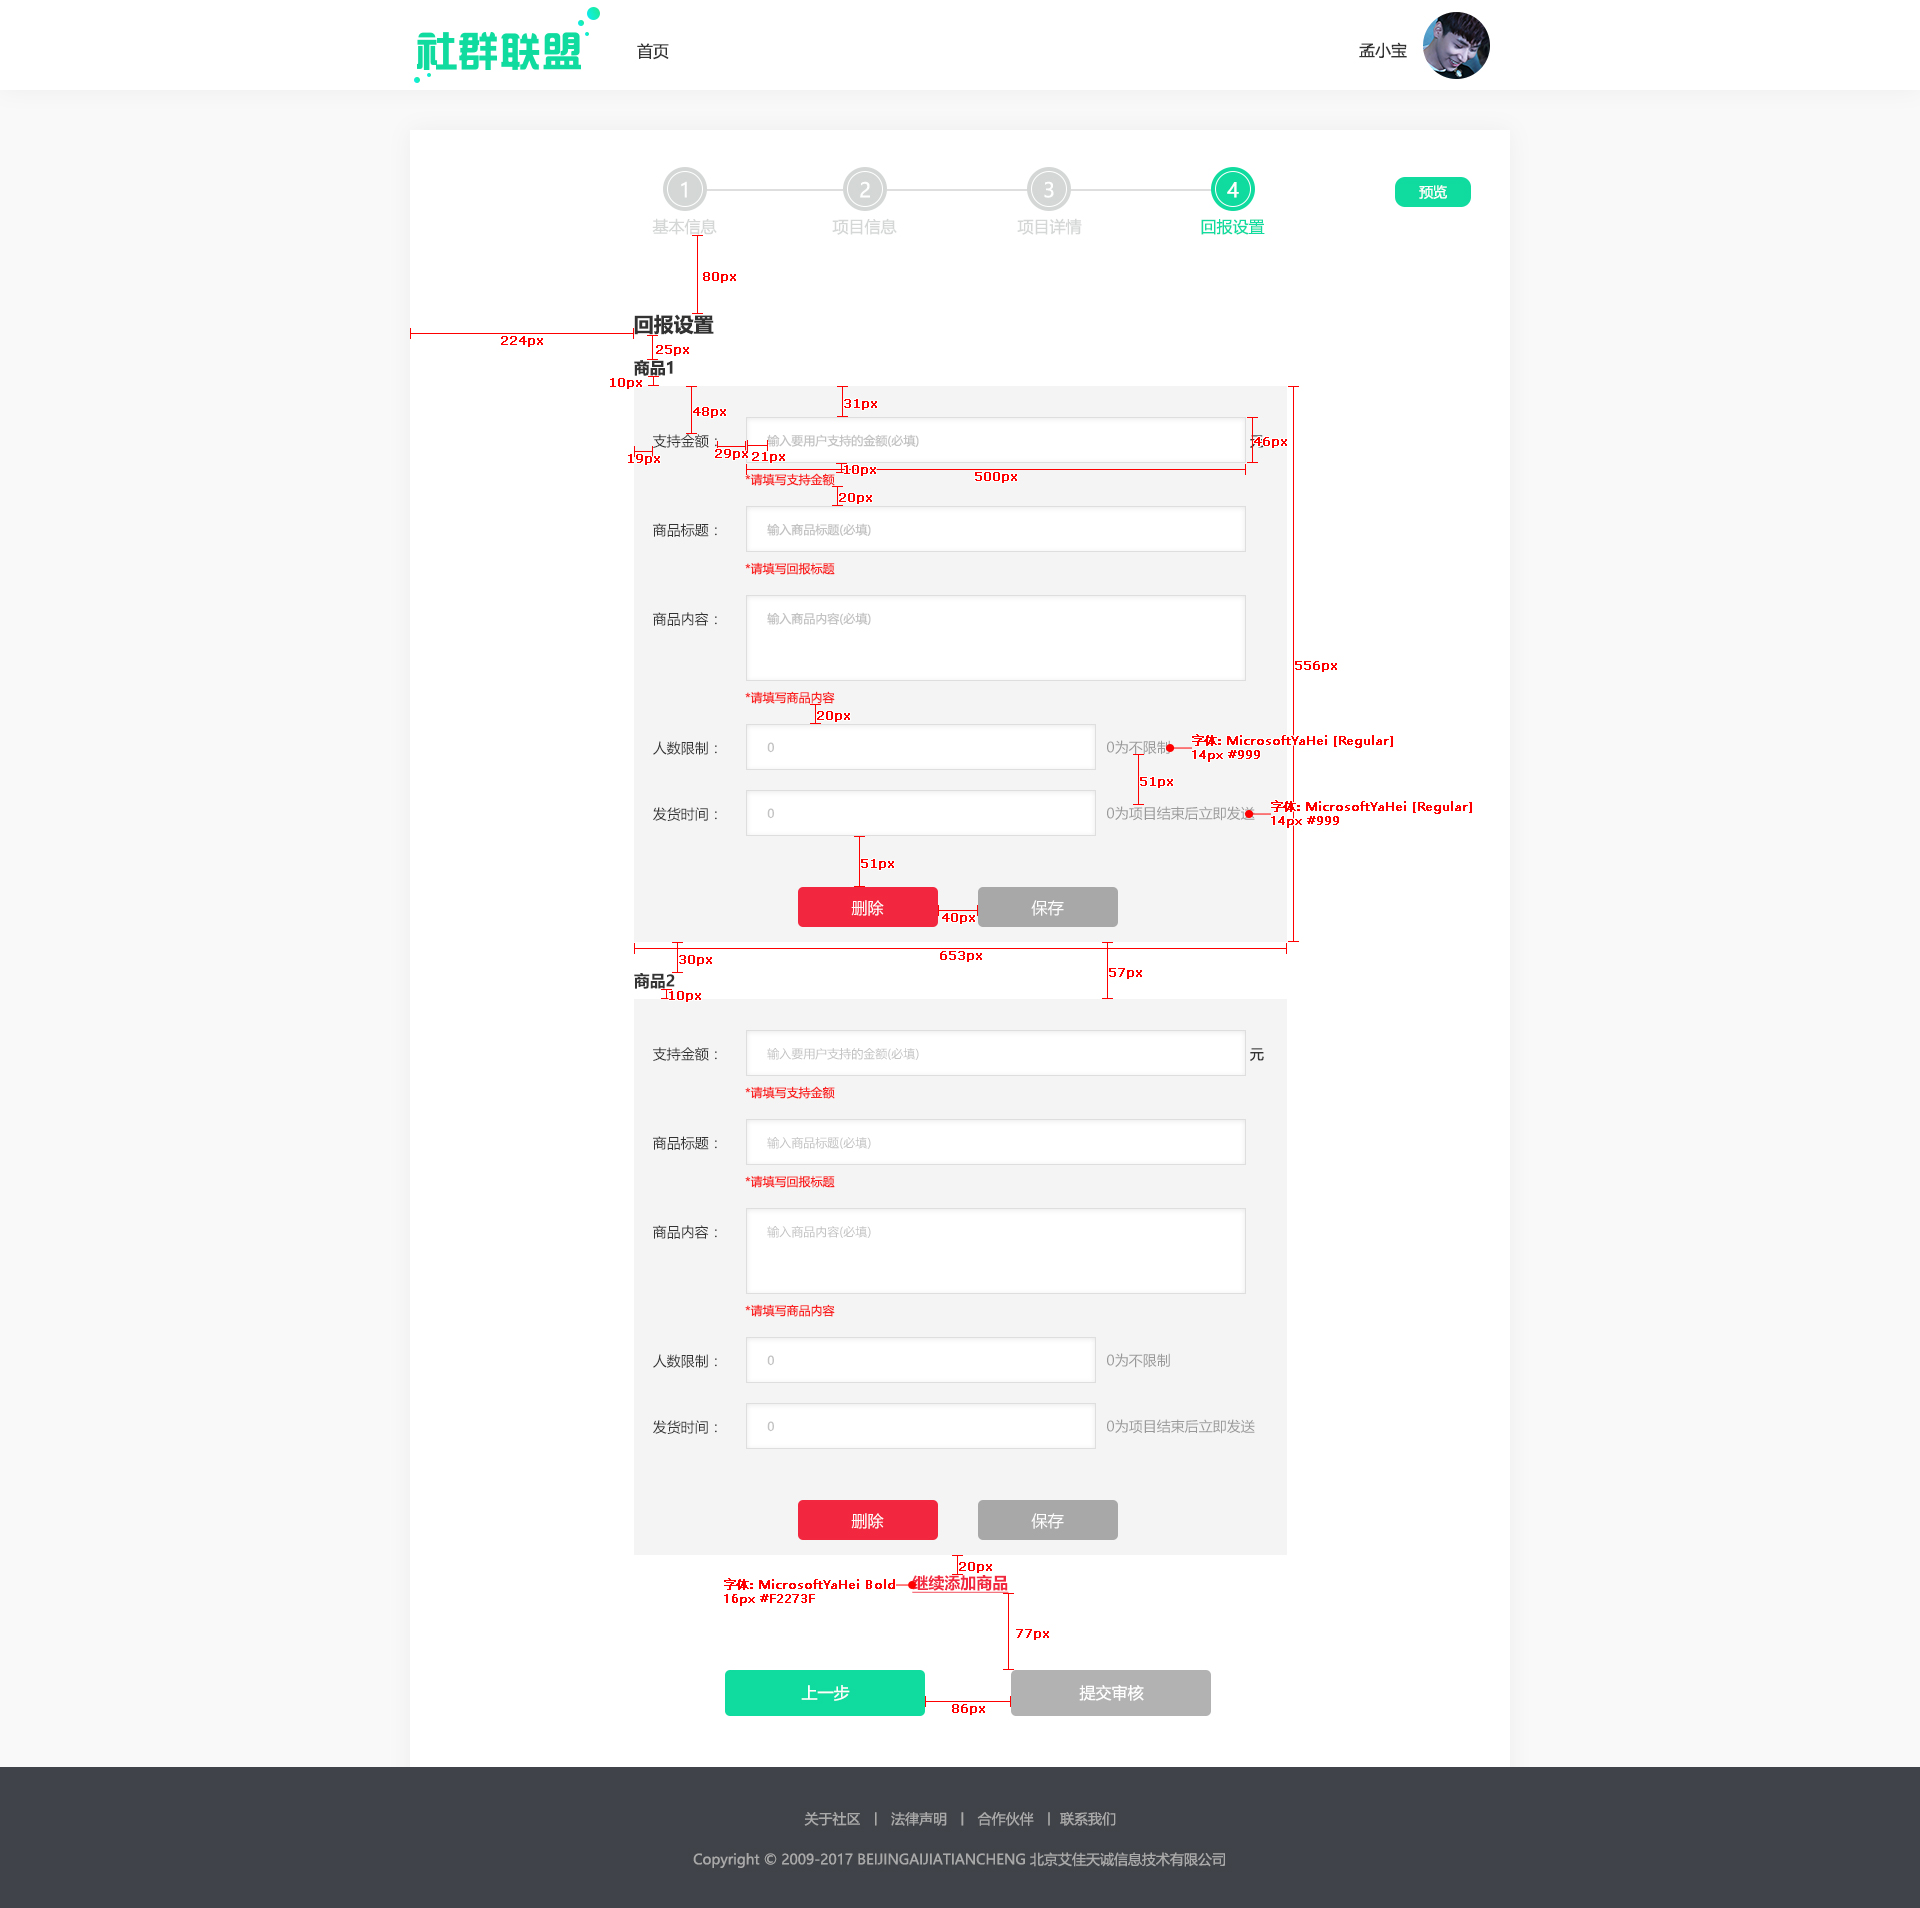 社群联盟
首页
孟小宝
1
2
3
4
预览
基本信息
项目信息
项目详情
回报设置
80px
回报设置
224px
25px
商品1
10px
48px
31px
支持金额：
输入要用户支持的金额(必填)
46px
19px
29px
21px
10px
500px
*请填写支持金额
20px
商品标题：
输入商品标题(必填)
*请填写回报标题
商品内容：
输入商品内容(必填)
556px
*请填写商品内容
20px
人数限制：
0
0为不限制
字体: MicrosoftYaHei [Regular]
14px #999
51px
发货时间：
0
0为项目结束后立即发送
字体: MicrosoftYaHei [Regular]
14px #999
51px
删除
40px
保存
653px
30px
57px
商品2
10px
支持金额：
输入要用户支持的金额(必填)
元
*请填写支持金额
商品标题：
输入商品标题(必填)
*请填写回报标题
商品内容：
输入商品内容(必填)
*请填写商品内容
人数限制：
0
0为不限制
发货时间：
0
0为项目结束后立即发送
删除
保存
20px
字体: MicrosoftYaHei Bold
16px #F2273F
继续添加商品
77px
上一步
86px
提交审核
关于社区 | 法律声明 | 合作伙伴 | 联系我们
Copyright © 2009-2017 BEIJINGAIJIATIANCHENG 北京艾佳天诚信息技术有限公司